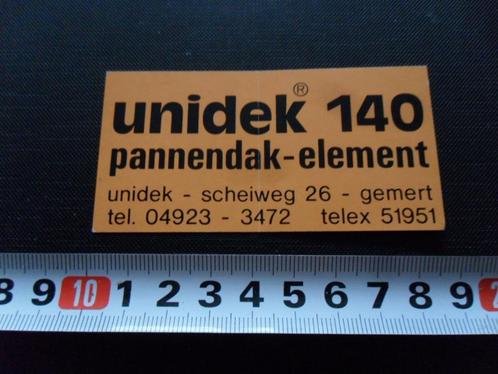 unidek® 140
pannendak-element
unidek - scheiweg 26 - gemert
tel. 04923 - 3472 telex 51951
8 9 10 1 2 3 4 5 6 7 8 9 2